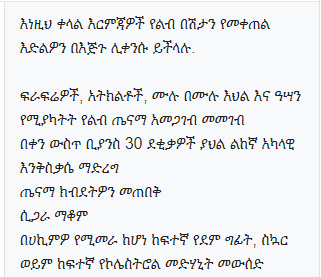 እነዚህ ቀላል እርምጃዎች የልብ በሽታን የመቀጠል
እድልዎን በእጅጉ ሊቀንሱ ይችላሉ.
ፍራፍሬዎች, አትክልቶች, ሙሉ በሙሉ እህል እና ዓሣን
የሚያካትት የልብ ጤናማ አመጋገብ መመገብ
በቀን ውስጥ ቢያንስ 30 ደቂቃዎች ያህል ልከኛ አካላዊ
እንቅስቃሴ ማድረግ
ጤናማ ክብደትዎን መጠበቅ
ሲጋራ ማቆም
በሀኪምዎ የሚመራ ከሆነ ከፍተኛ የደም ግፊት, ስኳር
ወይም ከፍተኛ የኮሌስትሮል መድሃኒት መውሰድ